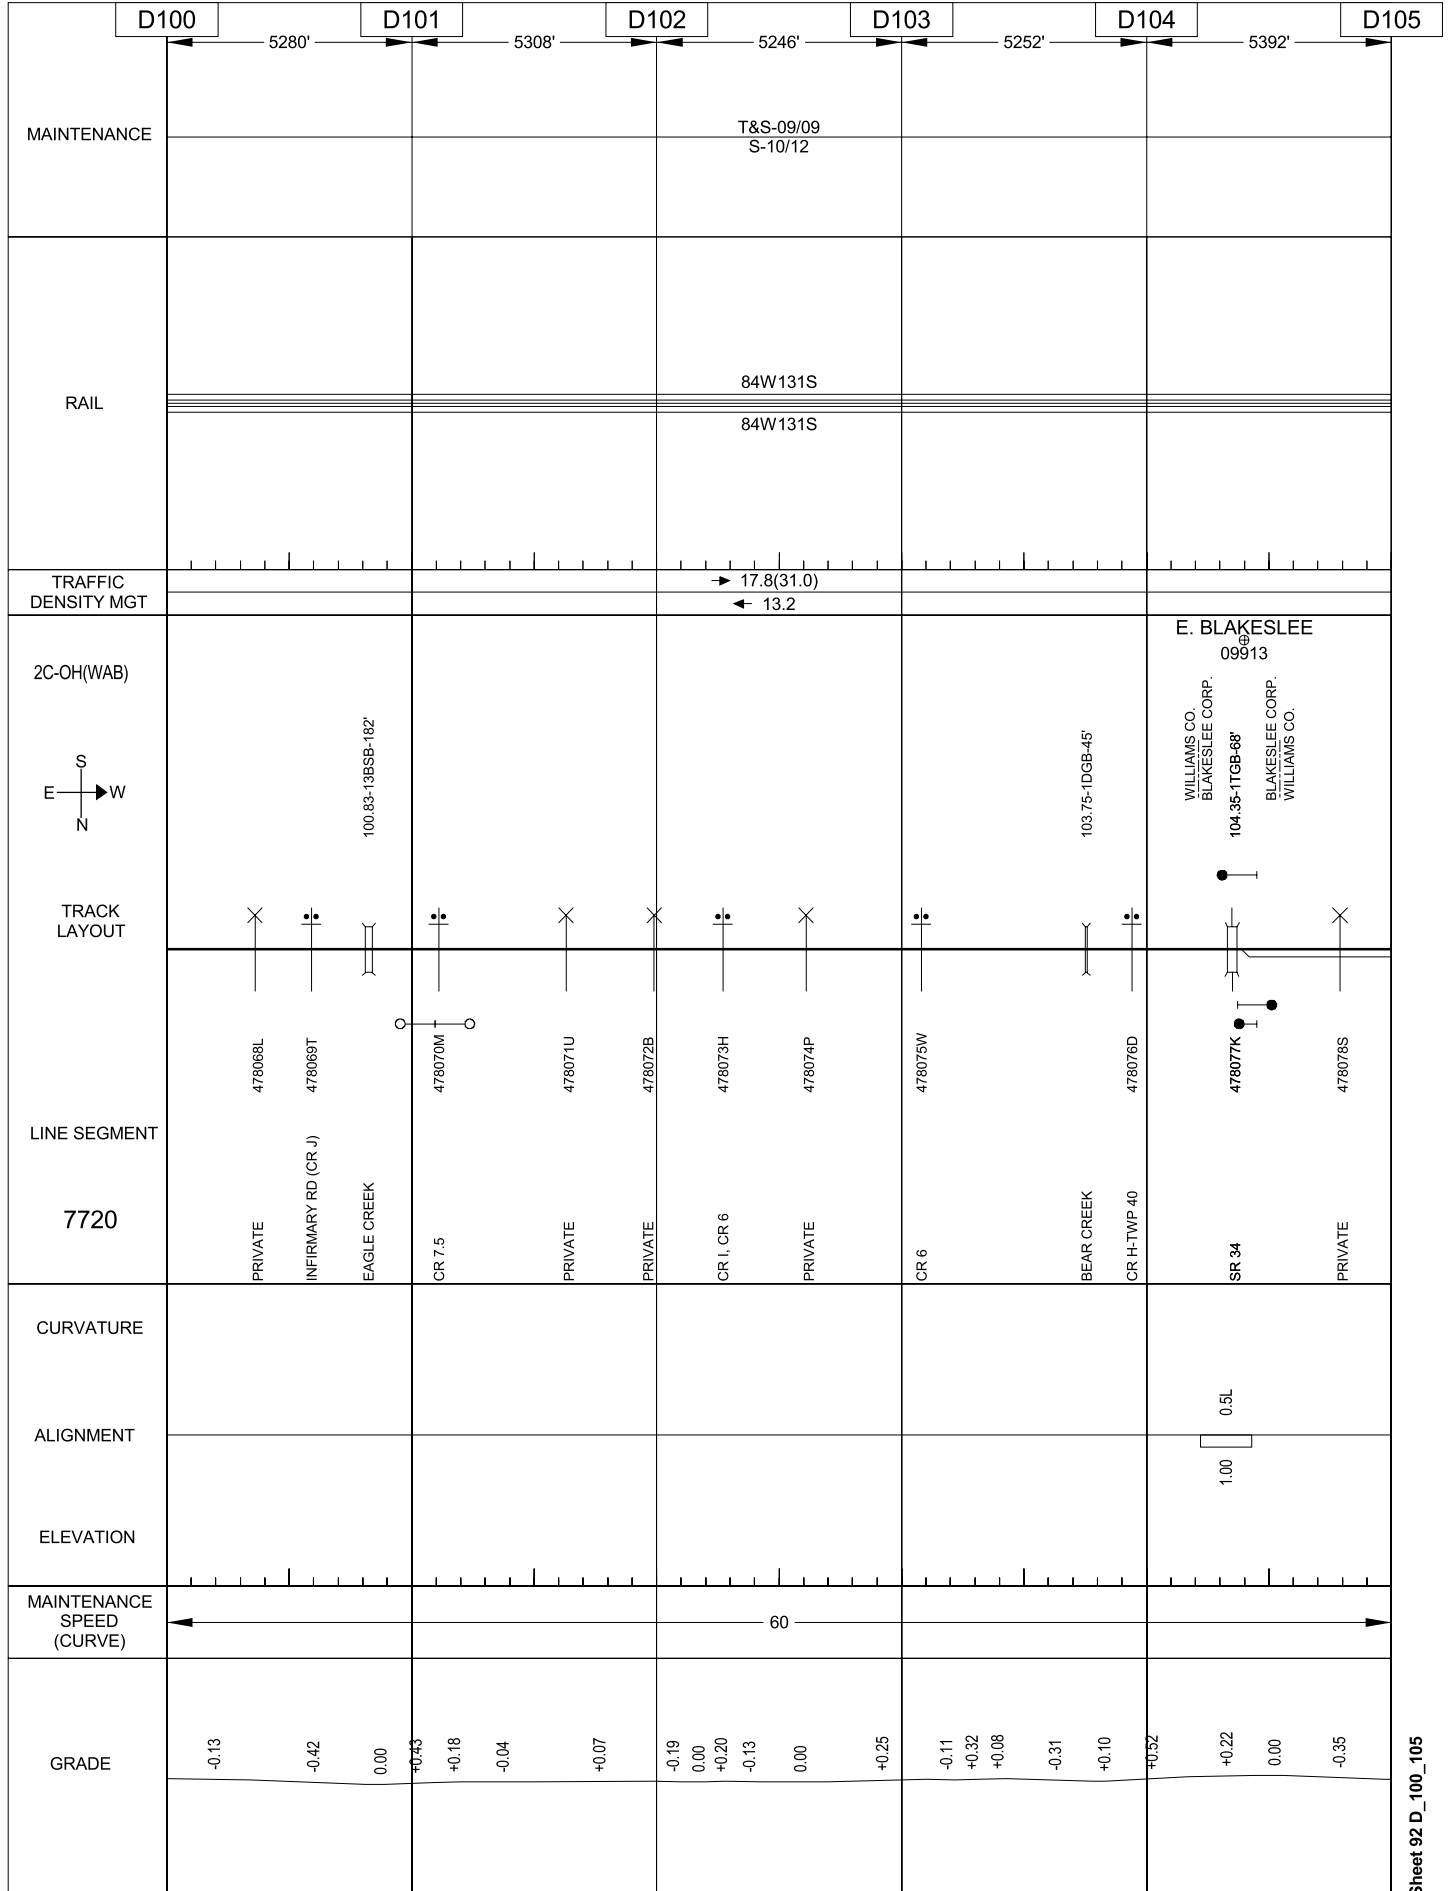 D100 D101 D102 D103 D104 D105
5280' 5308' 5246' 5252' 5392'
MAINTENANCE
T&S-09/09
S-10/12
RAIL
84W131S
84W131S
TRAFFIC
DENSITY MGT
17.8(31.0)
13.2
2C-OH(WAB)
E. BLAKESLEE
09913
S
E W
N
100.83-13BSB-182'
103.75-1DGB-45'
WILLIAMS CO.
BLAKESLEE CORP.
104.35-1TGB-68'
BLAKESLEE CORP.
WILLIAMS CO.
TRACK
LAYOUT
478068L
478069T
478070M
478071U
478072B
478073H
478074P
478075W
478076D
478077K
478078S
LINE SEGMENT
7720
PRIVATE
INFIRMARY RD (CR J)
EAGLE CREEK
CR 7.5
PRIVATE
PRIVATE
CR I, CR 6
PRIVATE
CR 6
BEAR CREEK
CR H-TWP 40
SR 34
PRIVATE
CURVATURE
0.5L
ALIGNMENT
1.00
ELEVATION
MAINTENANCE
SPEED
(CURVE)
60
GRADE
-0.13
-0.42
0.00
+0.43
+0.18
-0.04
+0.07
-0.19
0.00
+0.20
-0.13
0.00
+0.25
-0.11
+0.32
+0.08
-0.31
+0.10
+0.52
+0.22
0.00
-0.35
Sheet 92 D_100_105